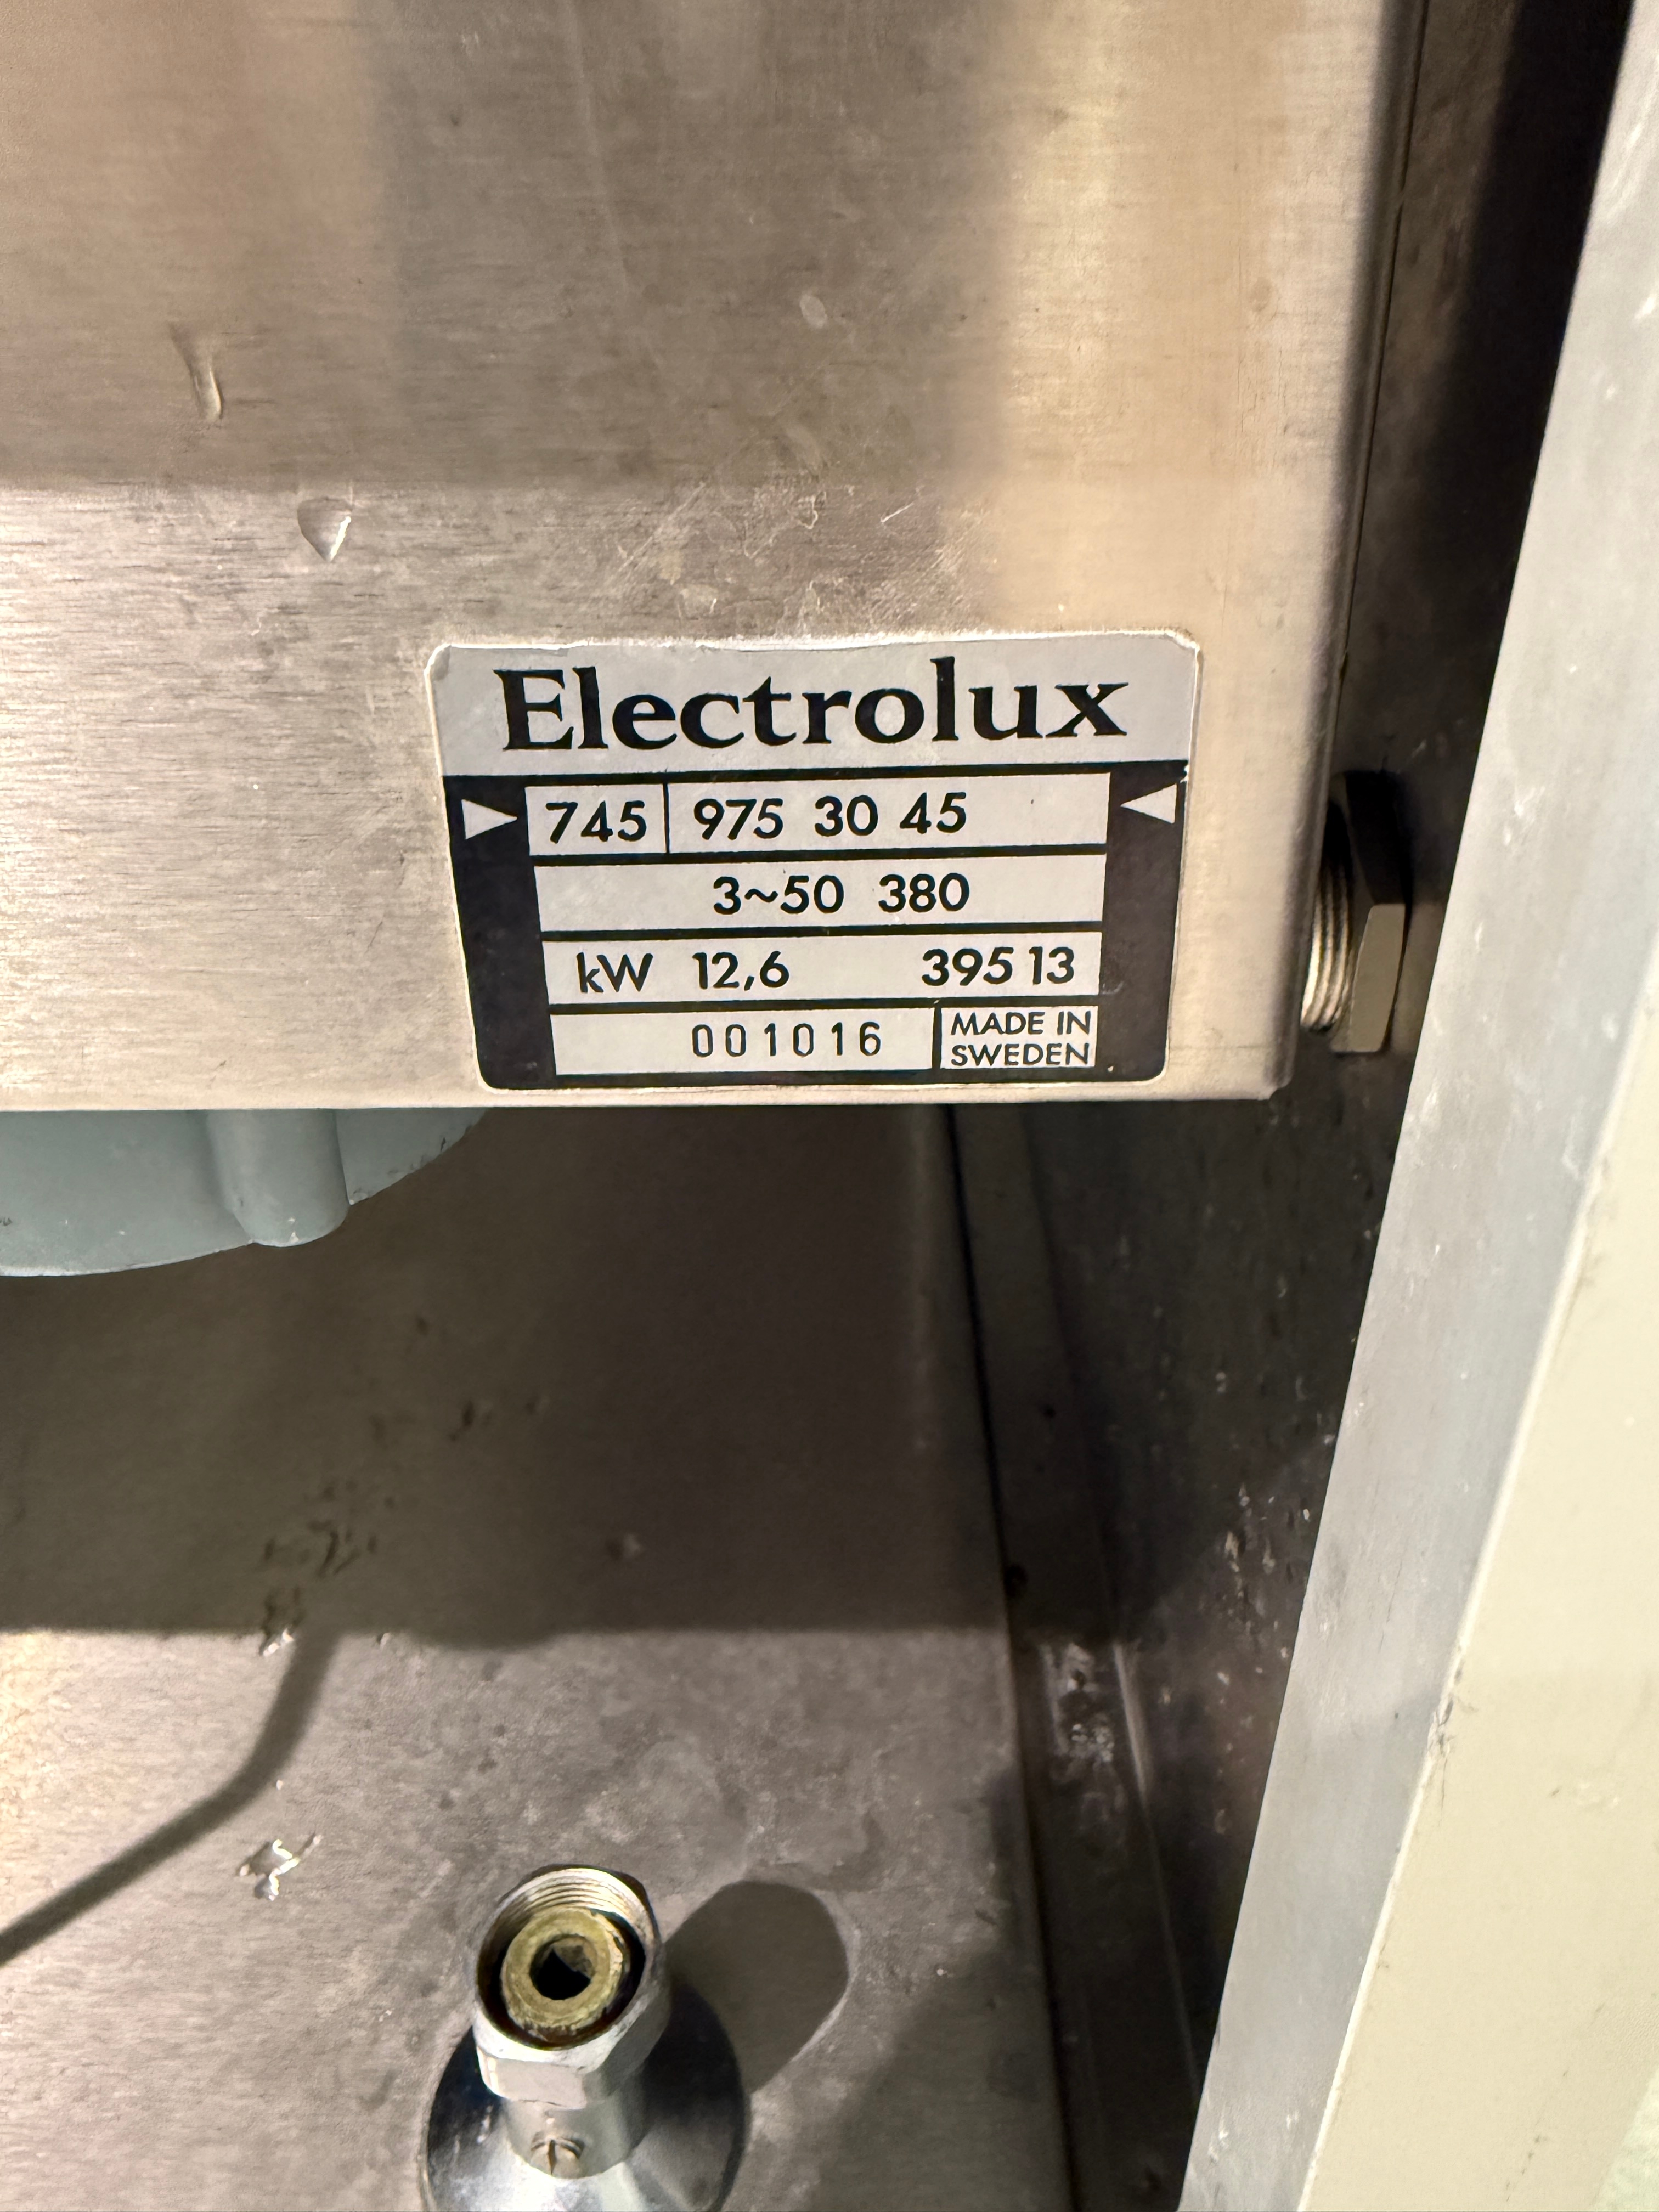 Electrolux
745 975 30 45
3~50 380
kW 12,6 395 13
001016 MADE IN
SWEDEN